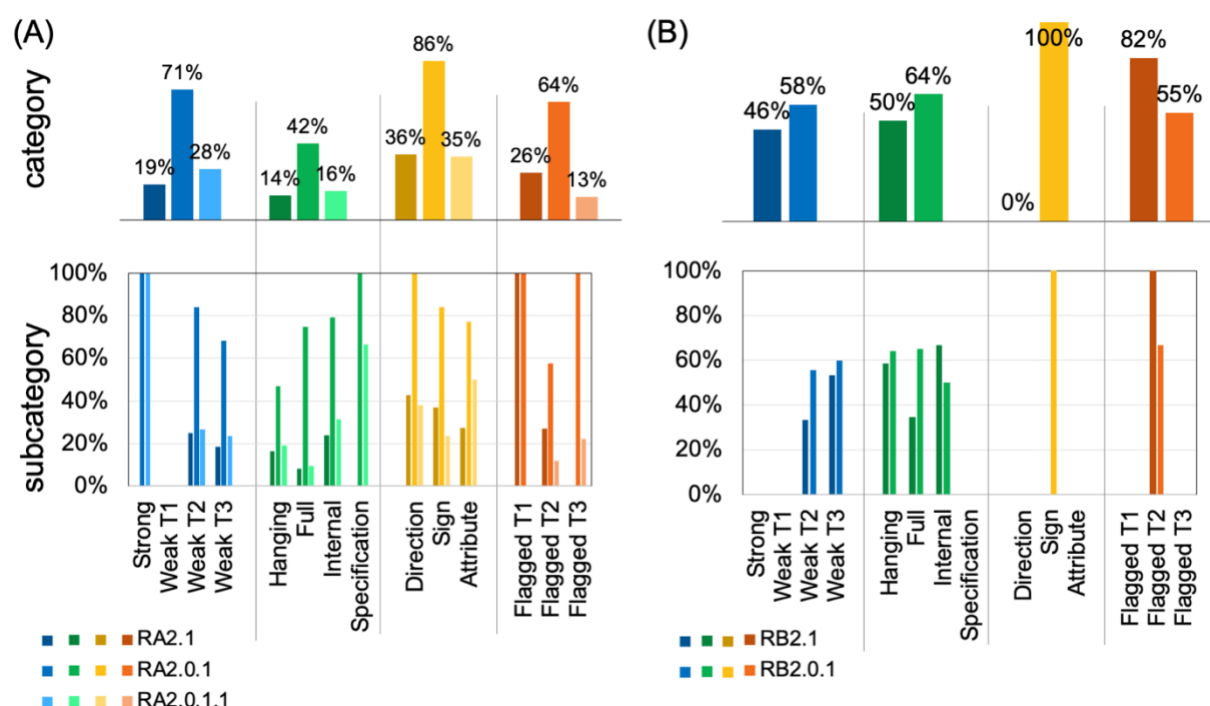 (A)
category
19%
71%
28%
14%
42%
16%
36%
86%
35%
26%
64%
13%
subcategory
100%
80%
60%
40%
20%
0%
Strong
Weak T1
Weak T2
Weak T3
Hanging
Full
Internal
Specification
Direction
Sign
Attribute
Flagged T1
Flagged T2
Flagged T3
RA2.1
RA2.0.1
RA2.0.1.1
(B)
46%
58%
50%
64%
0%
100%
82%
55%
100%
80%
60%
40%
20%
0%
Strong
Weak T1
Weak T2
Weak T3
Hanging
Full
Internal
Specification
Direction
Sign
Attribute
Flagged T1
Flagged T2
Flagged T3
RB2.1
RB2.0.1